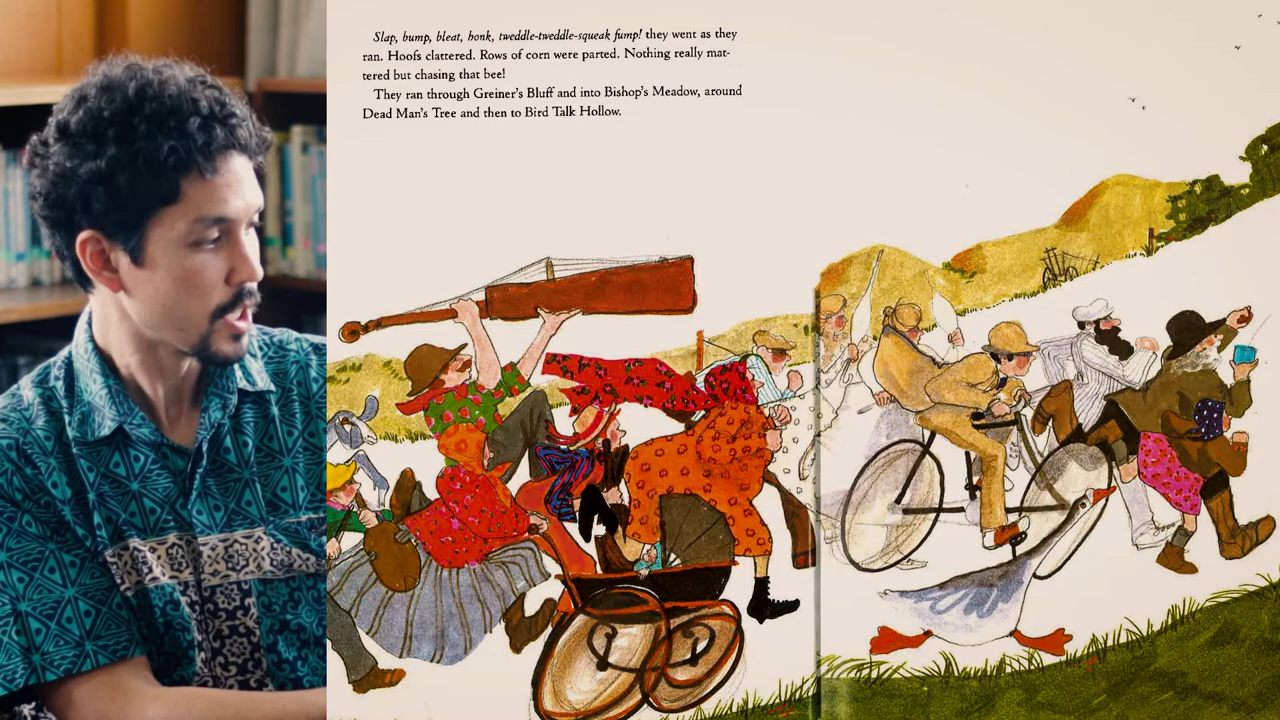 Slap, bump, bleat, honk, tweddle-tweddle-squeak fump! they went as they
ran. Hoofs clattered. Rows of corn were parted. Nothing really mat-
tered but chasing that bee!
They ran through Greiner's Bluff and into Bishop's Meadow, around
Dead Man's Tree and then to Bird Talk Hollow.